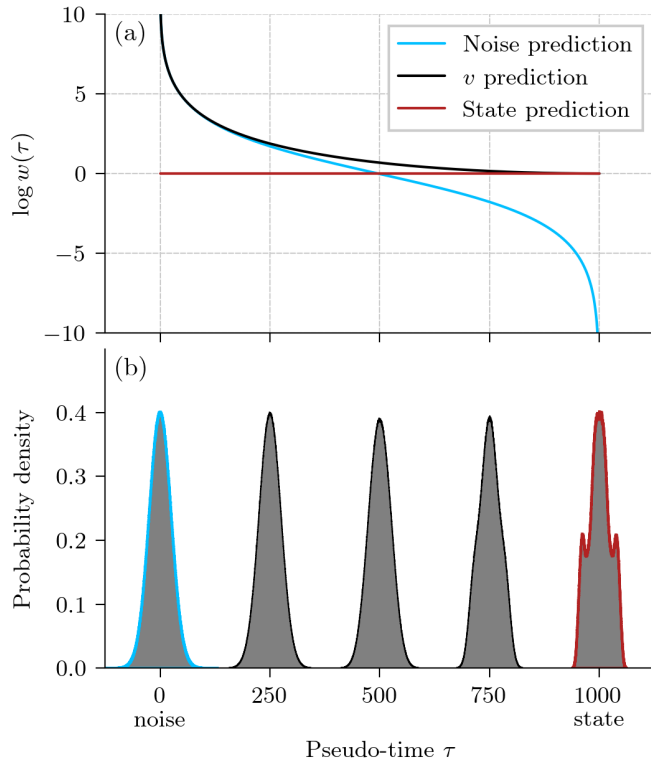 (a)
Noise prediction
v prediction
State prediction
log w(τ)
10
5
0
−5
−10
(b)
Probability density
0.4
0.3
0.2
0.1
0.0
0 250 500 750 1000
noise state
Pseudo-time τ